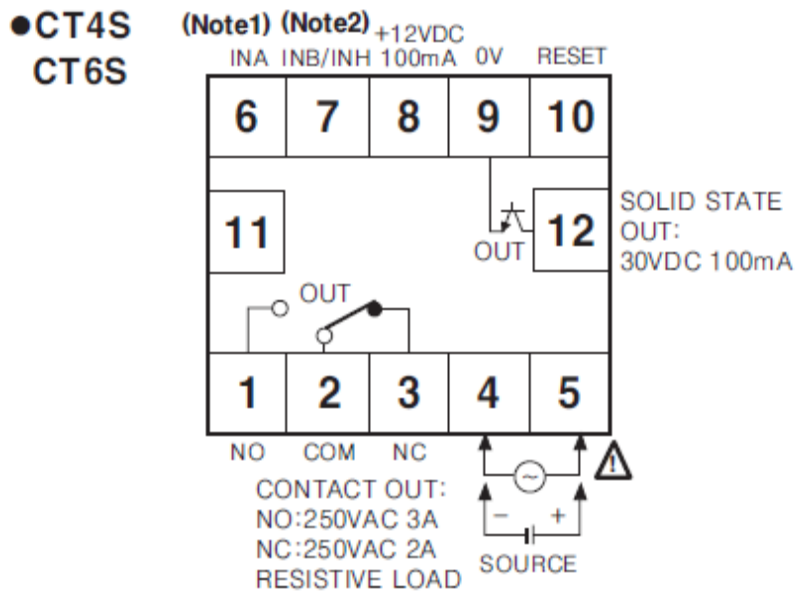 ●CT4S
CT6S
(Note1) (Note2) +12VDC
INA INB/INH 100mA 0V RESET
6 7 8 9 10
11
OUT
12
SOLID STATE
OUT:
30VDC 100mA
OUT
1 2 3 4 5
NO COM NC
CONTACT OUT:
NO:250VAC 3A
NC:250VAC 2A
RESISTIVE LOAD
~
!
− +
SOURCE